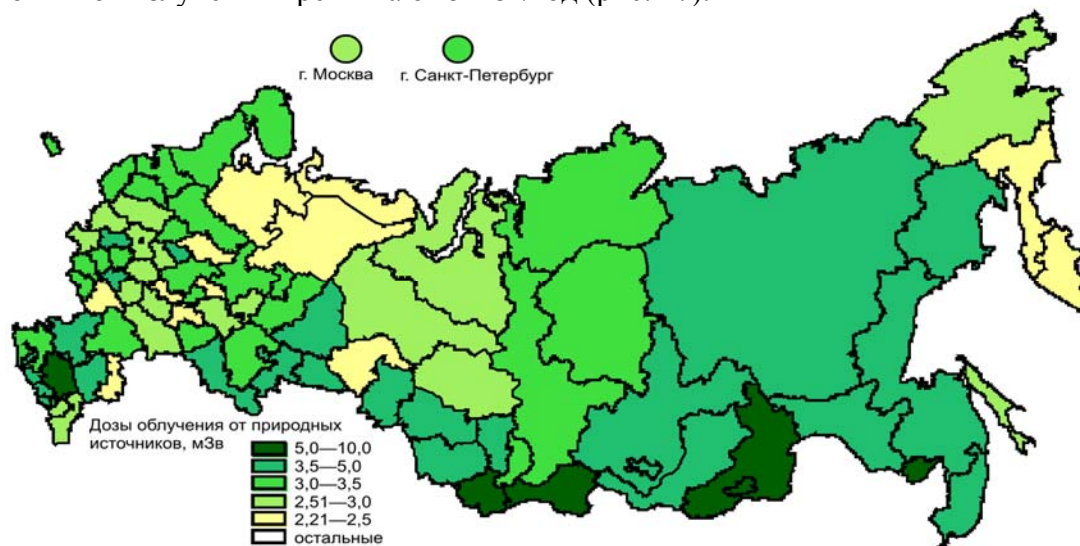 г. Москва
г. Санкт-Петербург
Дозы облучения от природных
источников, мЗв
5,0—10,0
3,5—5,0
3,0—3,5
2,51—3,0
2,21—2,5
остальные